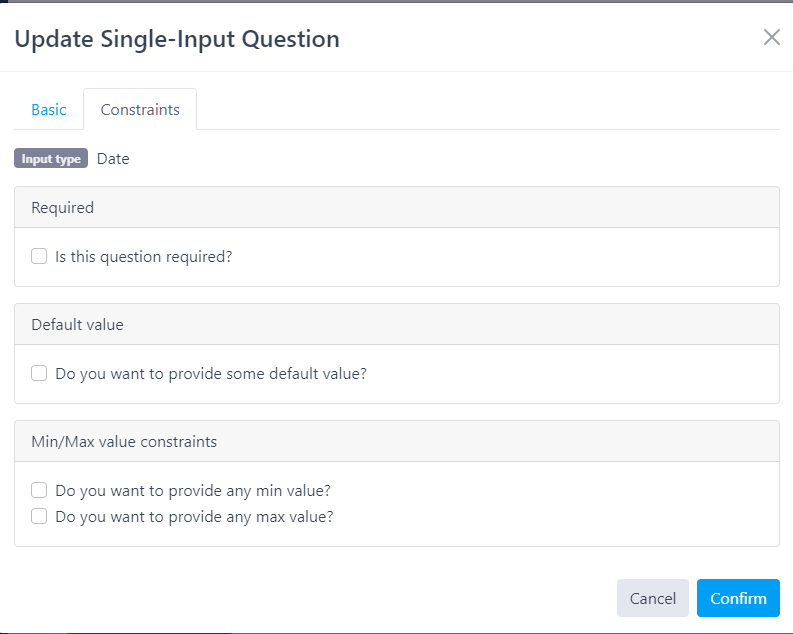 Update Single-Input Question
Basic Constraints
Input type Date
Required
Is this question required?
Default value
Do you want to provide some default value?
Min/Max value constraints
Do you want to provide any min value?
Do you want to provide any max value?
Cancel Confirm